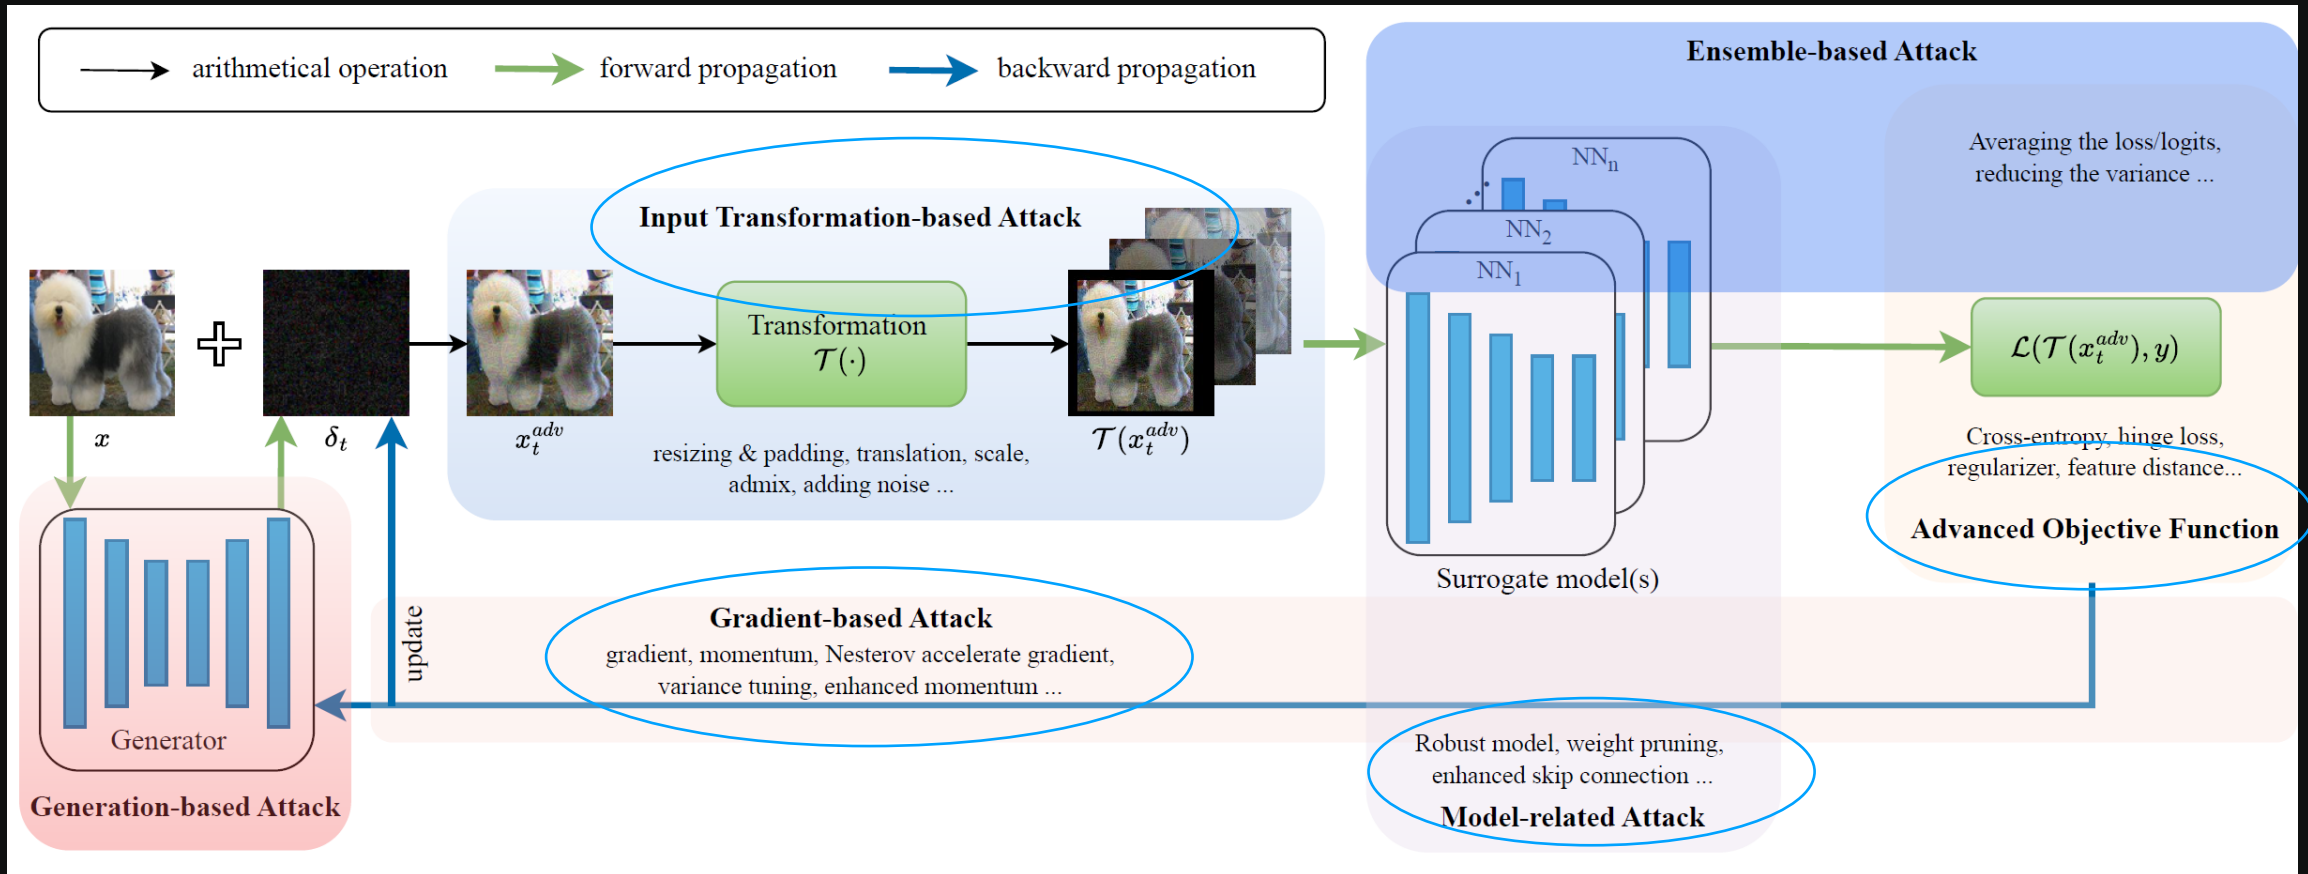 arithmetical operation
forward propagation
backward propagation
Ensemble-based Attack
Averaging the loss/logits,
reducing the variance ...
NNn
NN2
NN1
Input Transformation-based Attack
Transformation
𝒯(·)
x
δt
xt^adv
𝒯(xt^adv)
resizing & padding, translation, scale,
admix, adding noise ...
ℒ(𝒯(xt^adv), y)
Cross-entropy, hinge loss,
regularizer, feature distance...
Advanced Objective Function
Surrogate model(s)
update
Gradient-based Attack
gradient, momentum, Nesterov accelerate gradient,
variance tuning, enhanced momentum ...
Generator
Generation-based Attack
Robust model, weight pruning,
enhanced skip connection ...
Model-related Attack